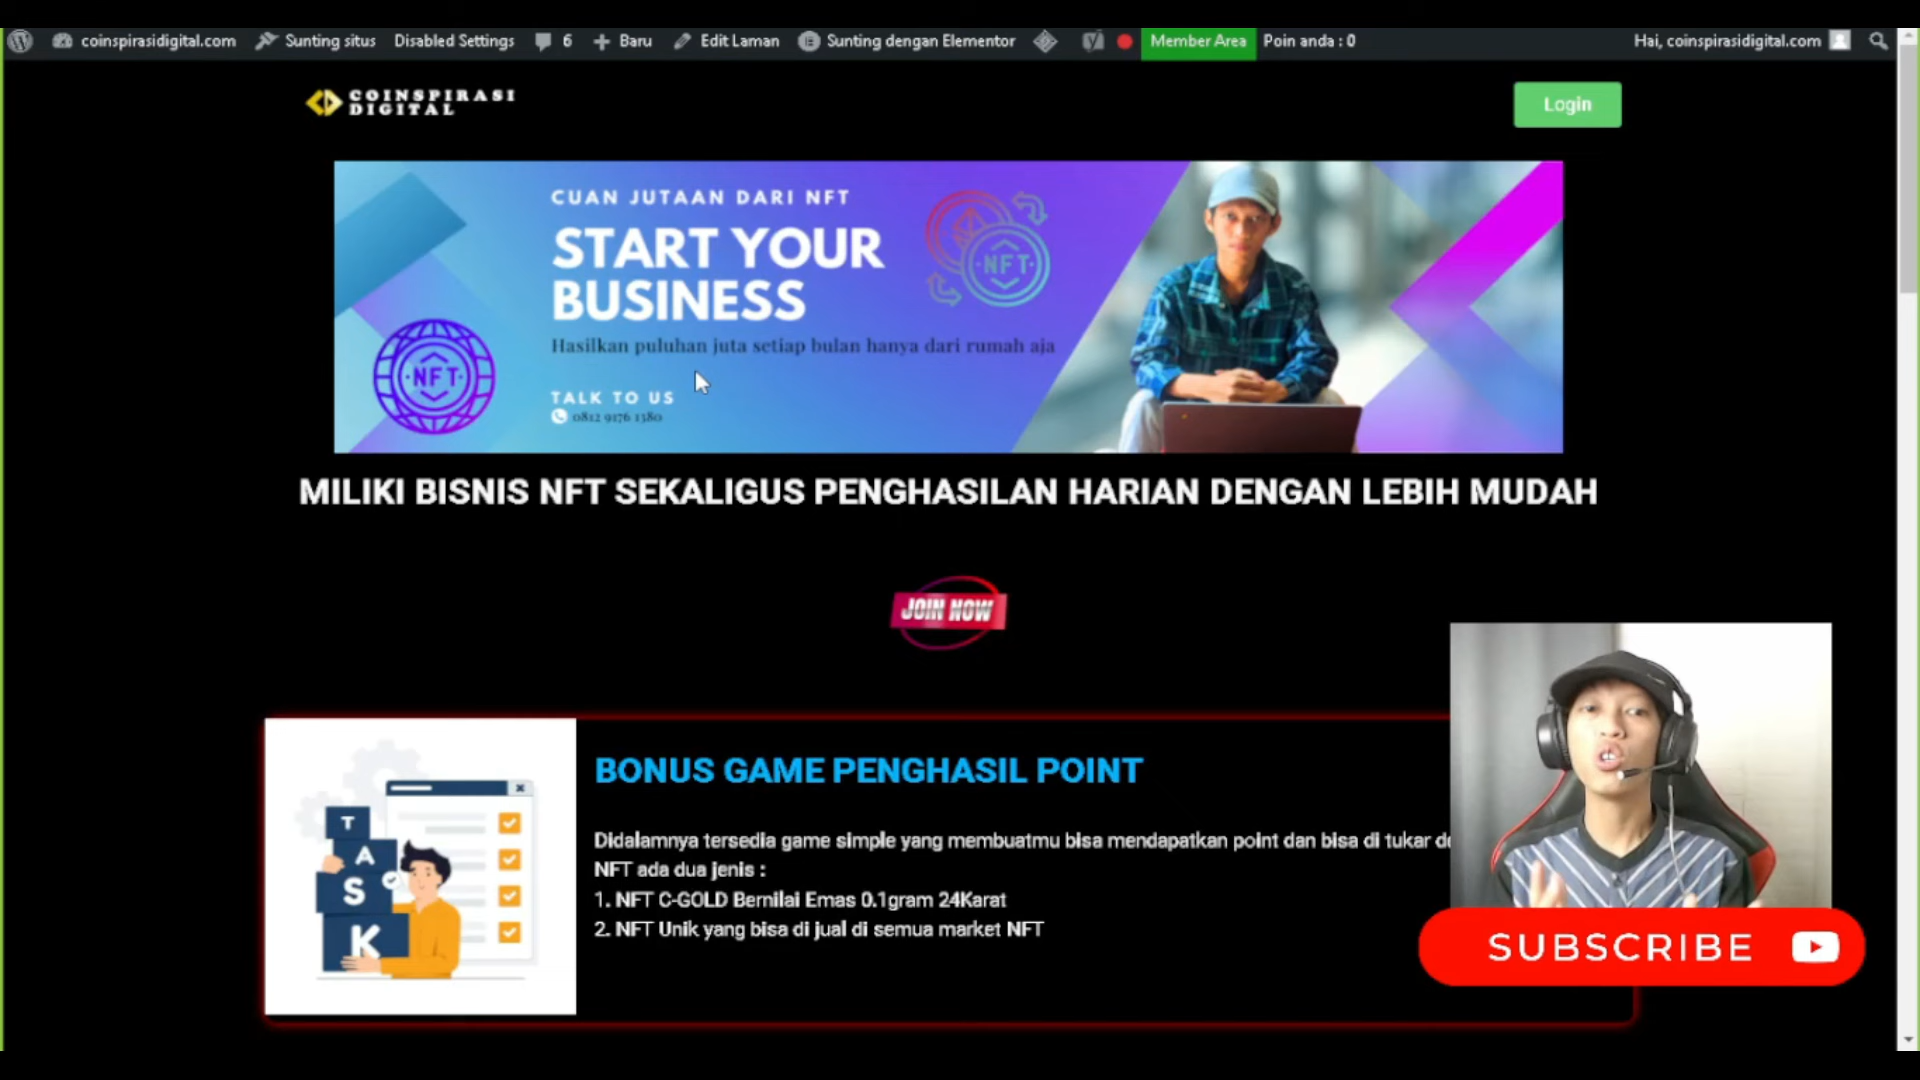 coinspirasidigital.com Sunting situs Disabled Settings 6 Baru Edit Laman Sunting dengan Elementor Member Area Poin anda : 0 Hai, coinspirasidigital.com
COINSPIRASI
DIGITAL
Login
CUAN JUTAAN DARI NFT
START YOUR
BUSINESS
Hasilkan puluhan juta setiap bulan hanya dari rumah aja
TALK TO US
0812 9176 1380
NFT
NFT
MILIKI BISNIS NFT SEKALIGUS PENGHASILAN HARIAN DENGAN LEBIH MUDAH
JOIN NOW
BONUS GAME PENGHASIL POINT
Didalamnya tersedia game simple yang membuatmu bisa mendapatkan point dan bisa di tukar
NFT ada dua jenis :
1. NFT C-GOLD Bernilai Emas 0.1gram 24Karat
2. NFT Unik yang bisa di jual di semua market NFT
T
A
S
K
SUBSCRIBE